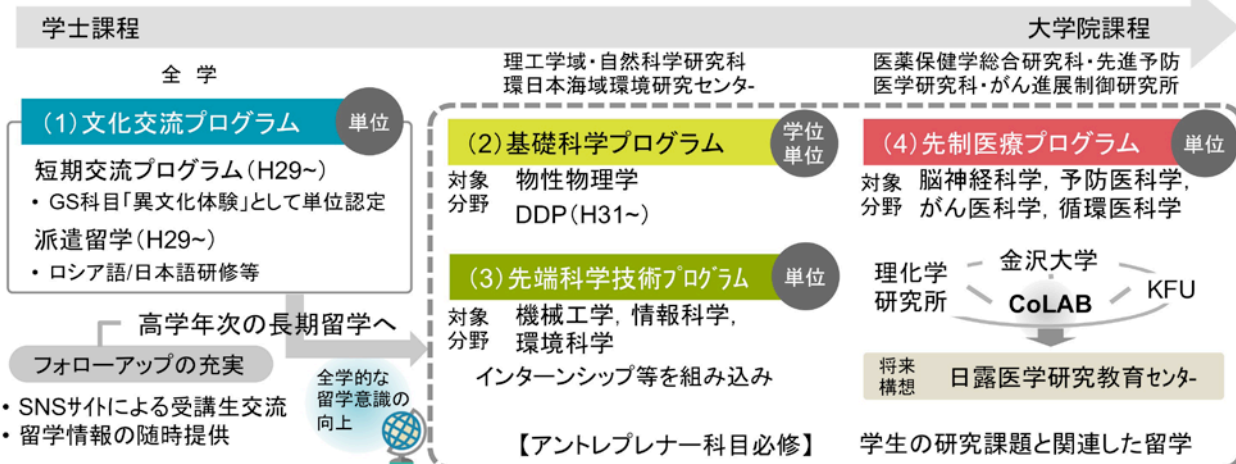 学士課程
大学院課程
全 学
(1)文化交流プログラム
単位
短期交流プログラム(H29~)
・ GS科目「異文化体験」として単位認定
派遣留学(H29~)
・ ロシア語/日本語研修等
高学年次の長期留学へ
フォローアップの充実
・ SNSサイトによる受講生交流
・ 留学情報の随時提供
全学的な
留学意識の
向上
理工学域・自然科学研究科
環日本海域環境研究センター
(2)基礎科学プログラム
学位
単位
対象 物性物理学
分野 DDP(H31~)
(3)先端科学技術プログラム
単位
対象 機械工学, 情報科学,
分野 環境科学
インターンシップ等を組み込み
医薬保健学総合研究科・先進予防
医学研究科・がん進展制御研究所
(4)先制医療プログラム
単位
対象 脳神経科学, 予防医科学,
分野 がん医科学, 循環医科学
理化学
研究所
金沢大学
KFU
CoLAB
将来
構想
日露医学研究教育センター
【アントレプレナー科目必修】
学生の研究課題と関連した留学